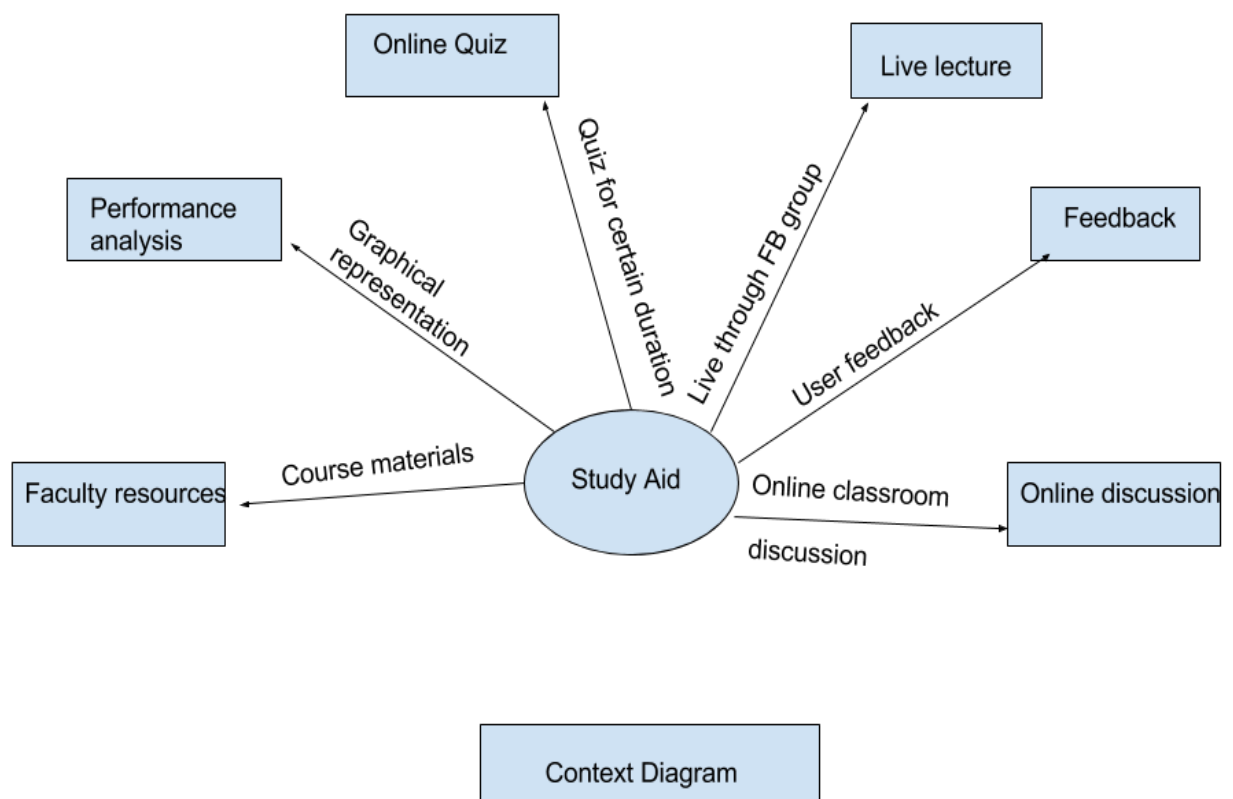 Online Quiz
Live lecture
Performance
analysis
Graphical
representation
Quiz for certain duration
Live through FB group
Feedback
User feedback
Faculty resources
Course materials
Study Aid
Online classroom
discussion
Online discussion
Context Diagram